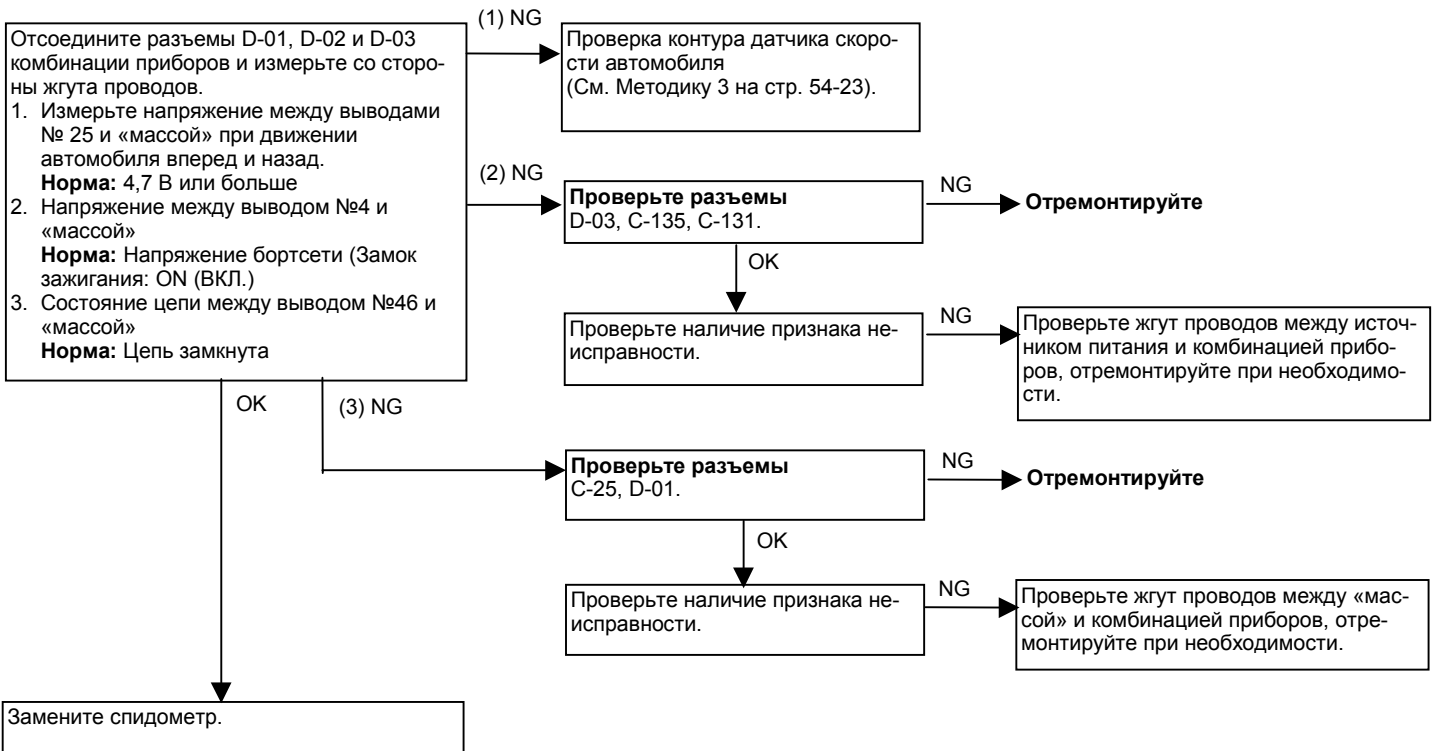 (1) NG
Отсоедините разъемы D-01, D-02 и D-03
комбинации приборов и измерьте со сторо-
ны жгута проводов.
1. Измерьте напряжение между выводами
№ 25 и «массой» при движении
автомобиля вперед и назад.
Норма: 4,7 В или больше
2. Напряжение между выводом №4 и
«массой»
Норма: Напряжение бортсети (Замок
зажигания: ON (ВКЛ.)
3. Состояние цепи между выводом №46 и
«массой»
Норма: Цепь замкнута
Проверка контура датчика скоро-
сти автомобиля
(См. Методику 3 на стр. 54-23).
(2) NG
Проверьте разъемы
D-03, C-135, C-131.
NG
Отремонтируйте
OK
Проверьте наличие признака не-
исправности.
NG
Проверьте жгут проводов между источ-
ником питания и комбинацией прибо-
ров, отремонтируйте при необходимо-
сти.
OK
(3) NG
Проверьте разъемы
C-25, D-01.
NG
Отремонтируйте
OK
Проверьте наличие признака не-
исправности.
NG
Проверьте жгут проводов между «мас-
сой» и комбинацией приборов, отре-
монтируйте при необходимости.
Замените спидометр.